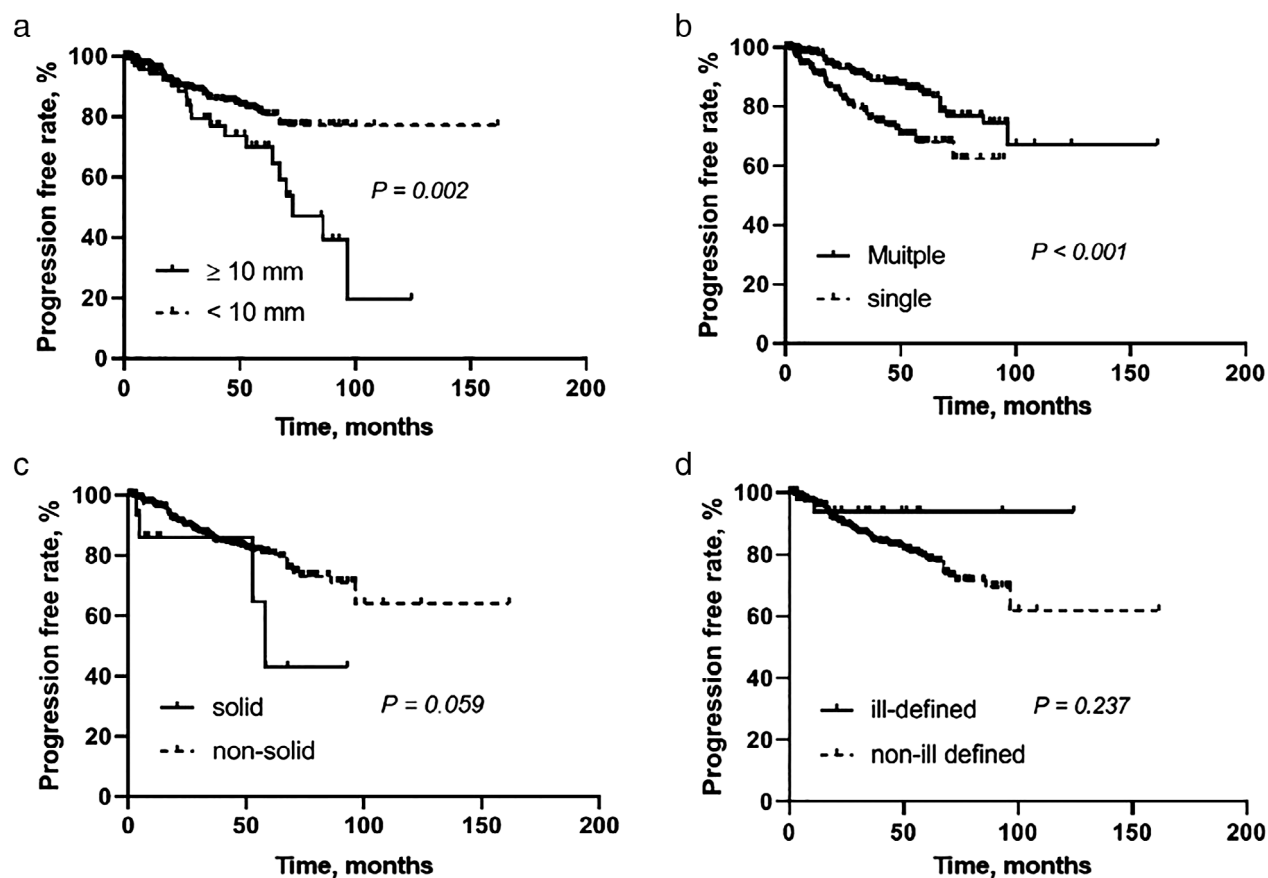 a
Progression free rate, %
100
80
60
40
20
0
P = 0.002
≥ 10 mm
< 10 mm
0 50 100 150 200
Time, months
b
Progression free rate, %
100
80
60
40
20
0
Muitple
single
P < 0.001
0 50 100 150 200
Time, months
c
Progression free rate, %
100
80
60
40
20
0
solid
non-solid
P = 0.059
0 50 100 150 200
Time, months
d
Progression free rate, %
100
80
60
40
20
0
ill-defined
non-ill defined
P = 0.237
0 50 100 150 200
Time, months